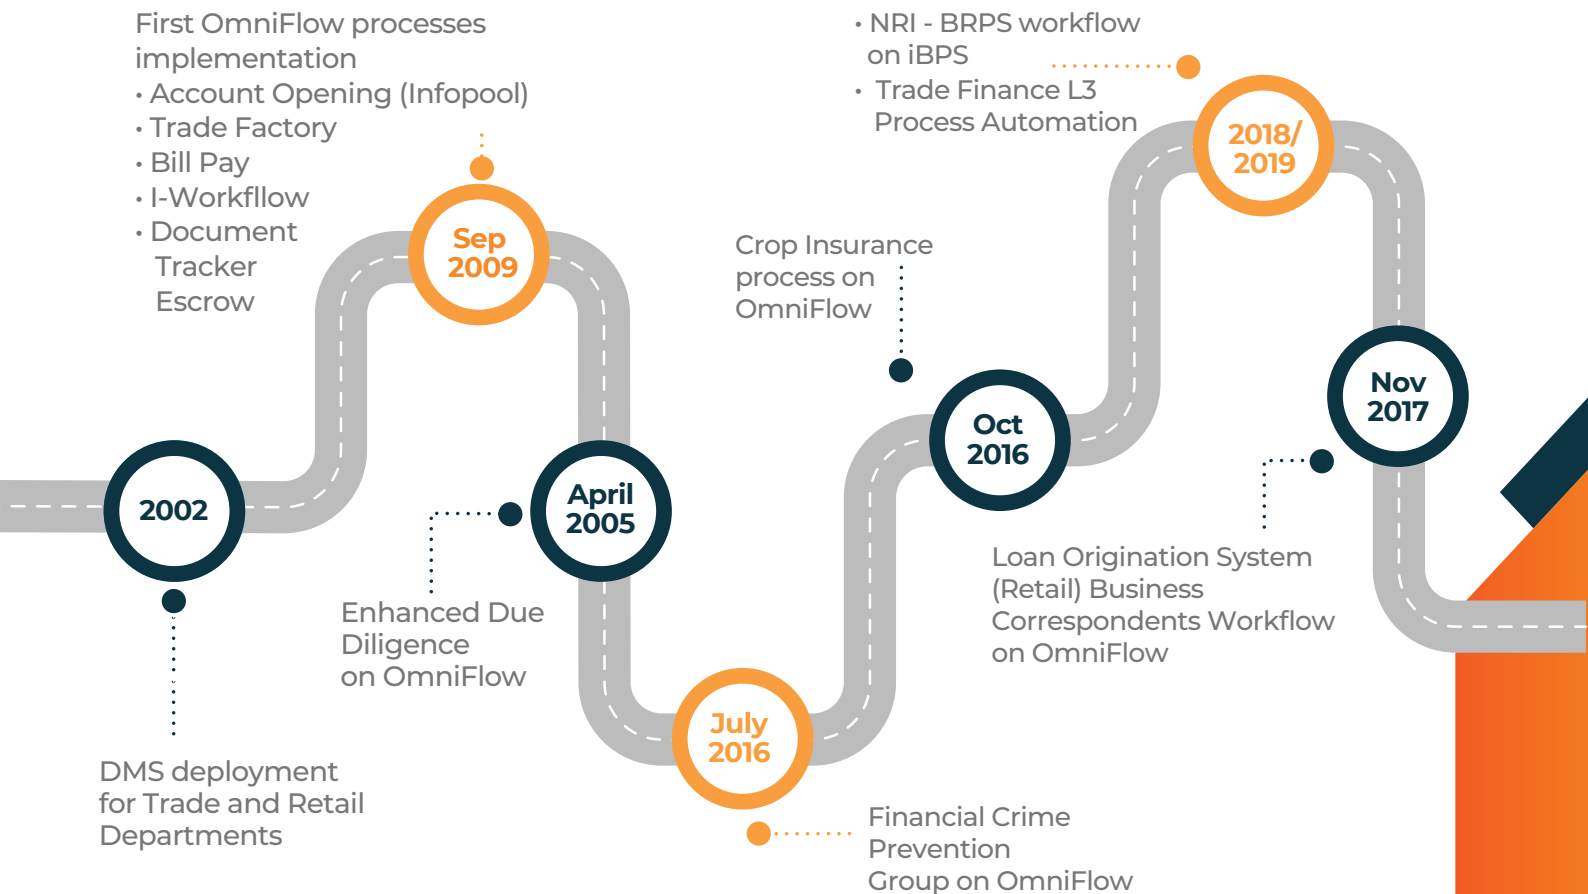 First OmniFlow processes
implementation
• Account Opening (Infopool)
• Trade Factory
• Bill Pay
• I-Workfllow
• Document
Tracker
Escrow
Sep
2009
2002
DMS deployment
for Trade and Retail
Departments
April
2005
Enhanced Due
Diligence
on OmniFlow
July
2016
Financial Crime
Prevention
Group on OmniFlow
Crop Insurance
process on
OmniFlow
Oct
2016
• NRI - BRPS workflow
on iBPS
• Trade Finance L3
Process Automation
2018/
2019
Nov
2017
Loan Origination System
(Retail) Business
Correspondents Workflow
on OmniFlow